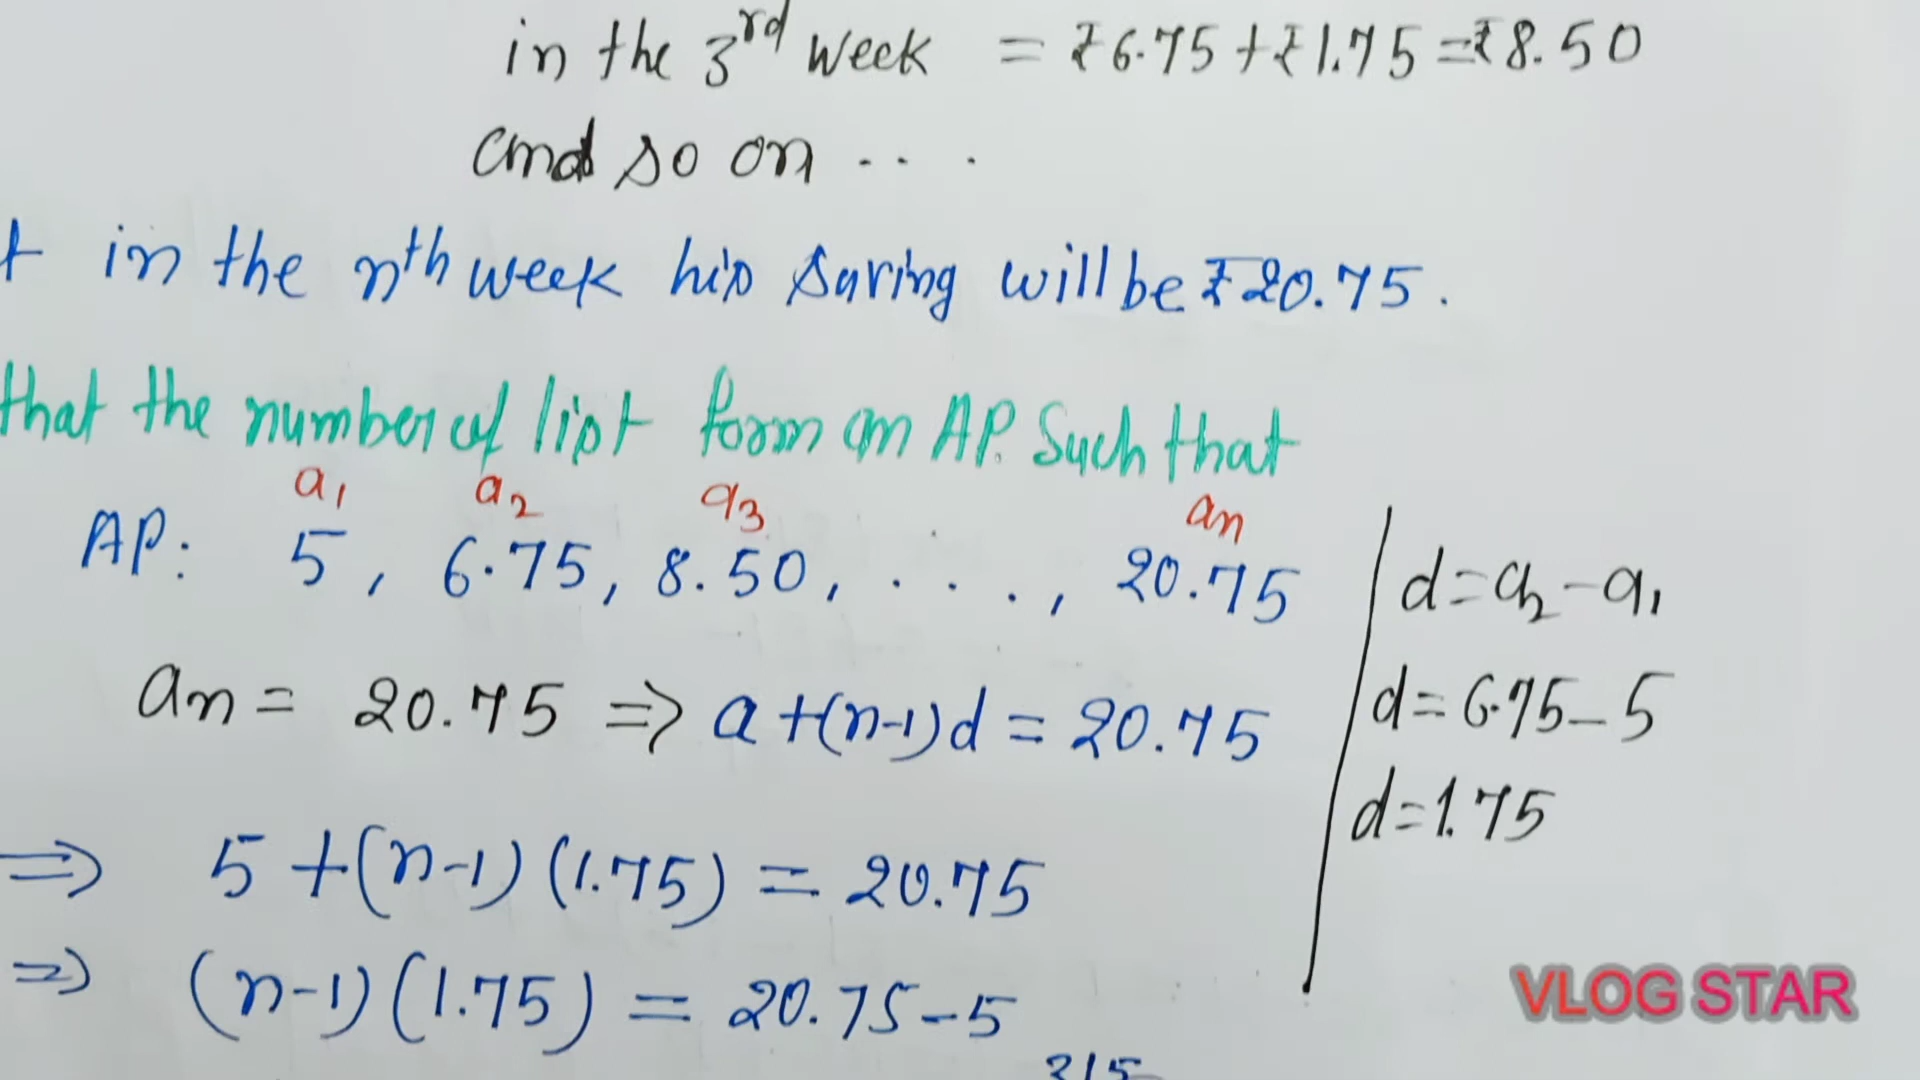 in the 3rd week = ₹6.75 + ₹1.75 = ₹8.50
and so on ...
t in the nth week his saving will be ₹20.75.
that the number of list form an AP. Such that
a1 a2 a3 an
AP: 5, 6.75, 8.50, ...., 20.75
d = a2 - a1
an = 20.75 ⇒ a + (n-1)d = 20.75
d = 6.75 - 5
d = 1.75
⇒ 5 + (n-1) (1.75) = 20.75
⇒ (n-1) (1.75) = 20.75 - 5
VLOG STAR